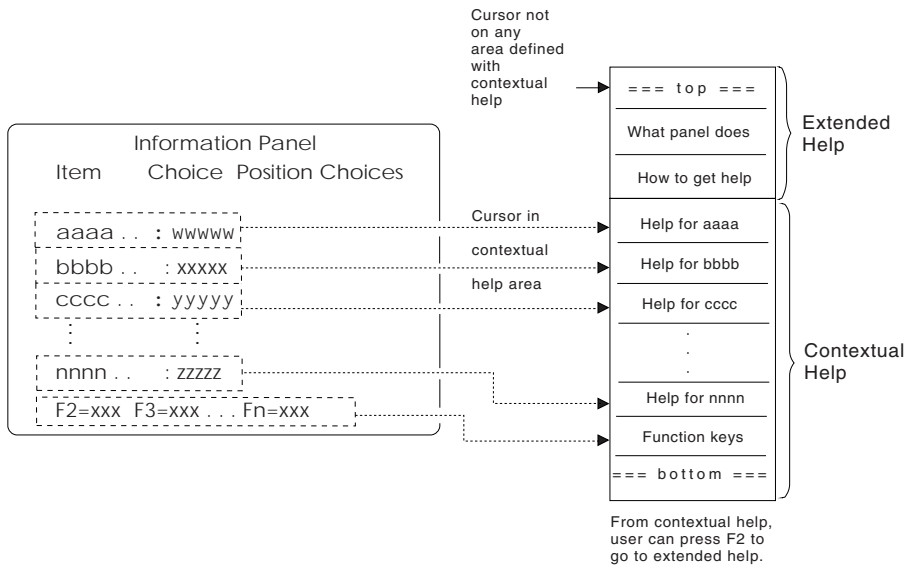 Cursor not
on any
area defined
with
contextual
help
=== top ===
What panel does
How to get help
Extended
Help
Information Panel
Item Choice Position Choices
aaaa . . : wwwww
bbbb . . : xxxxx
cccc . . : yyyyy
: :
nnnn . . : zzzzz
F2=xxx F3=xxx . . . Fn=xxx
Cursor in
contextual
help area
Help for aaaa
Help for bbbb
Help for cccc
.
.
.
Help for nnnn
Function keys
=== bottom ===
Contextual
Help
From contextual help,
user can press F2 to
go to extended help.